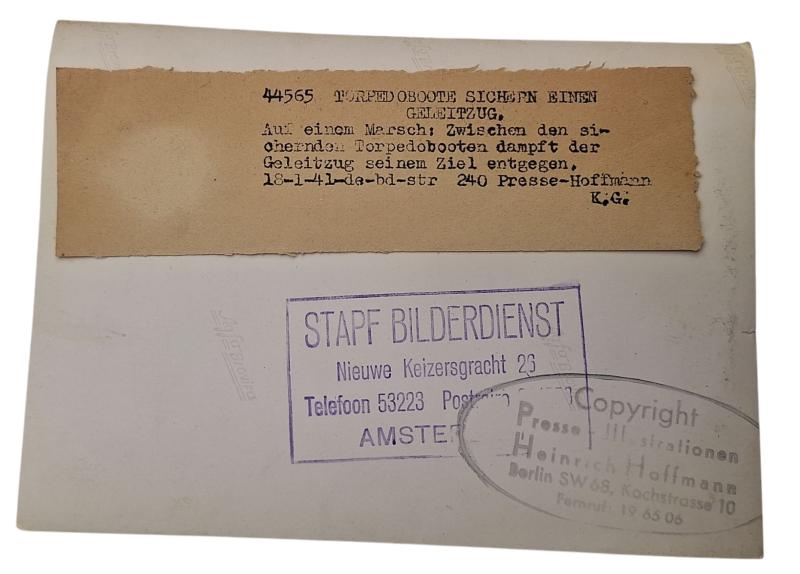 44565 TORPEDOBOOTE SICHERN EINEN
GELEITZUG.
Auf einem Marsch: Zwischen den si-
chernden Torpedobooten dampft der
Geleitzug seinem Ziel entgegen.
18-1-41-de-bd-str 240 Presse-Hoffmann
K.G.
STAPF BILDERDIENST
Nieuwe Keizersgracht 26
Telefoon 53223
Copyright
Presse Illustrationen
Heinrich Hoffmann
Berlin SW68, Kochstrasse 10
Fernruf: 19 65 06